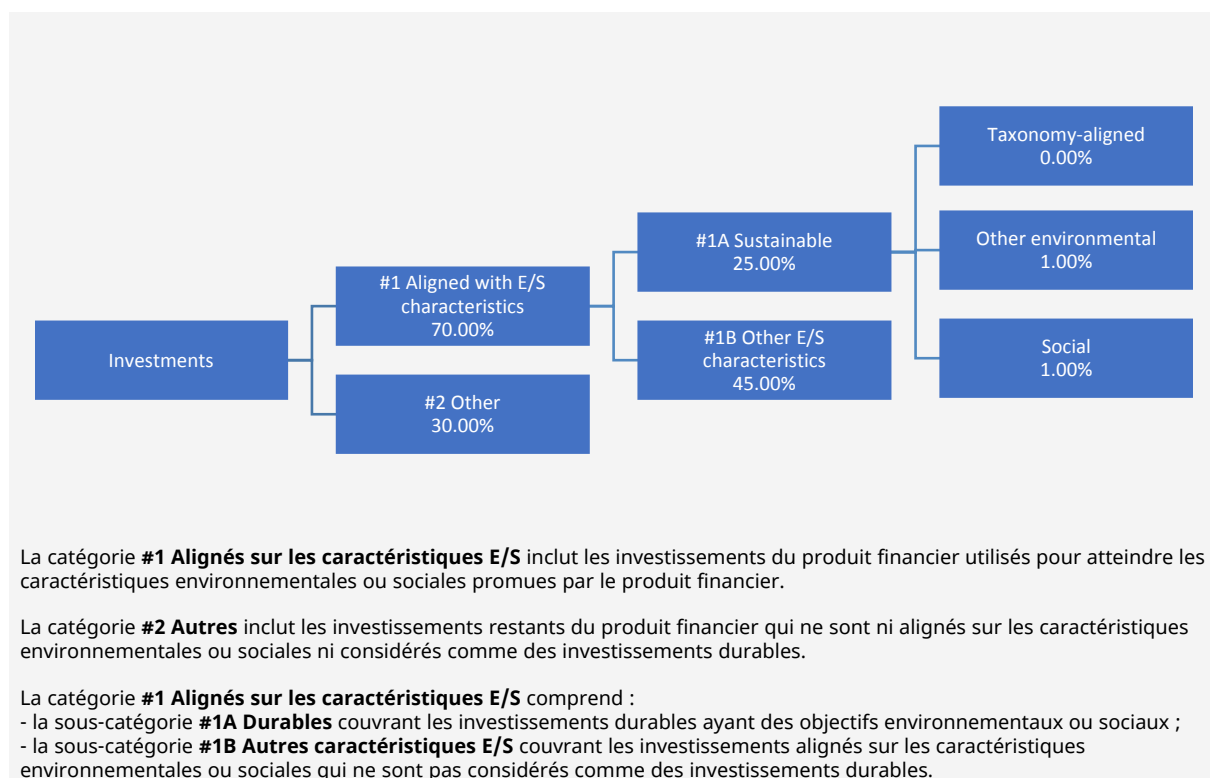 Investments
#1 Aligned with E/S
characteristics
70.00%
#2 Other
30.00%
#1A Sustainable
25.00%
#1B Other E/S
characteristics
45.00%
Taxonomy-aligned
0.00%
Other environmental
1.00%
Social
1.00%
La catégorie #1 Alignés sur les caractéristiques E/S inclut les investissements du produit financier utilisés pour atteindre les
caractéristiques environnementales ou sociales promues par le produit financier.
La catégorie #2 Autres inclut les investissements restants du produit financier qui ne sont ni alignés sur les caractéristiques
environnementales ou sociales ni considérés comme des investissements durables.
La catégorie #1 Alignés sur les caractéristiques E/S comprend :
- la sous-catégorie #1A Durables couvrant les investissements durables ayant des objectifs environnementaux ou sociaux ;
- la sous-catégorie #1B Autres caractéristiques E/S couvrant les investissements alignés sur les caractéristiques
environnementales ou sociales qui ne sont pas considérés comme des investissements durables.